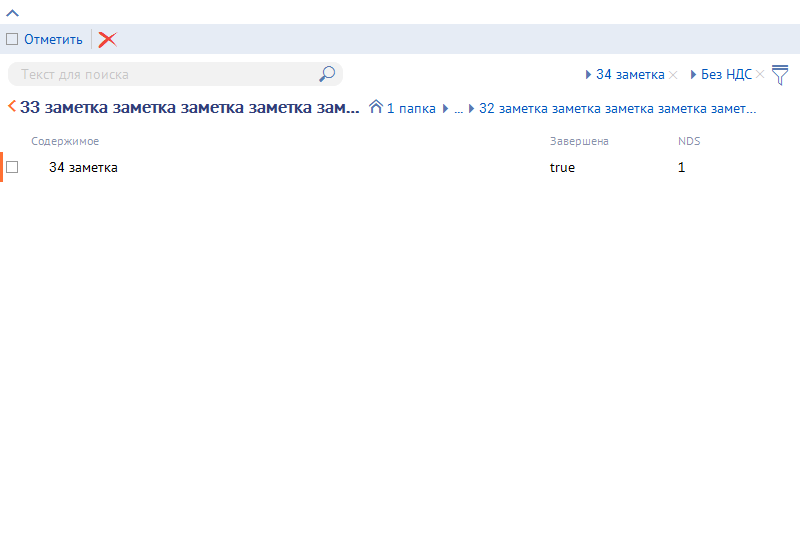 Отметить
Текст для поиска 34 заметка Без НДС
33 заметка заметка заметка заметка зам... 1 папка ... 32 заметка заметка заметка заметка замет...
Содержимое Завершена NDS
34 заметка true 1